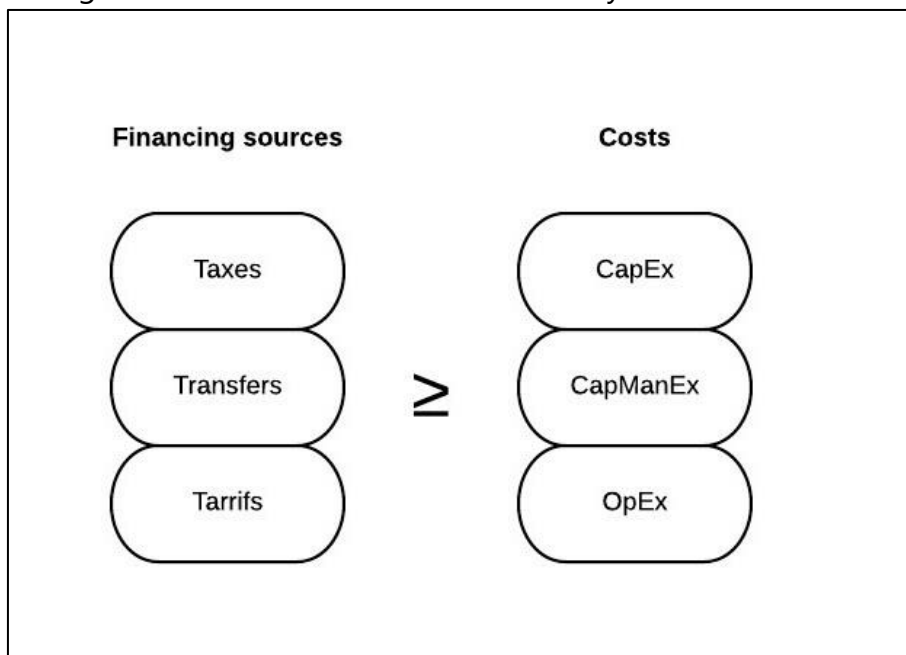 Financing sources
Costs
Taxes
CapEx
Transfers
≥
CapManEx
Tarrifs
OpEx